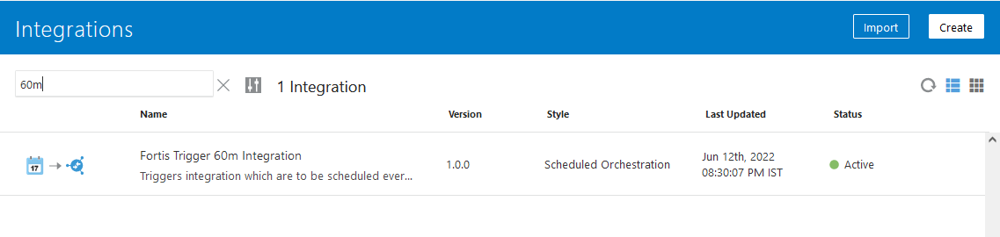 Integrations
Import
Create
60m
1 Integration
Name Version Style Last Updated Status
17
Fortis Trigger 60m Integration
Triggers integration which are to be scheduled ever...
1.0.0
Scheduled Orchestration
Jun 12th, 2022
08:30:07 PM IST
Active